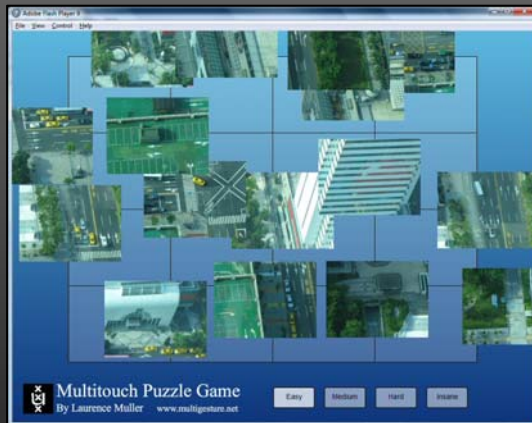 Adobe Flash Player 9
File View Control Help
Multitouch Puzzle Game
By Laurence Muller www.multigesture.net
Easy Medium Hard Insane